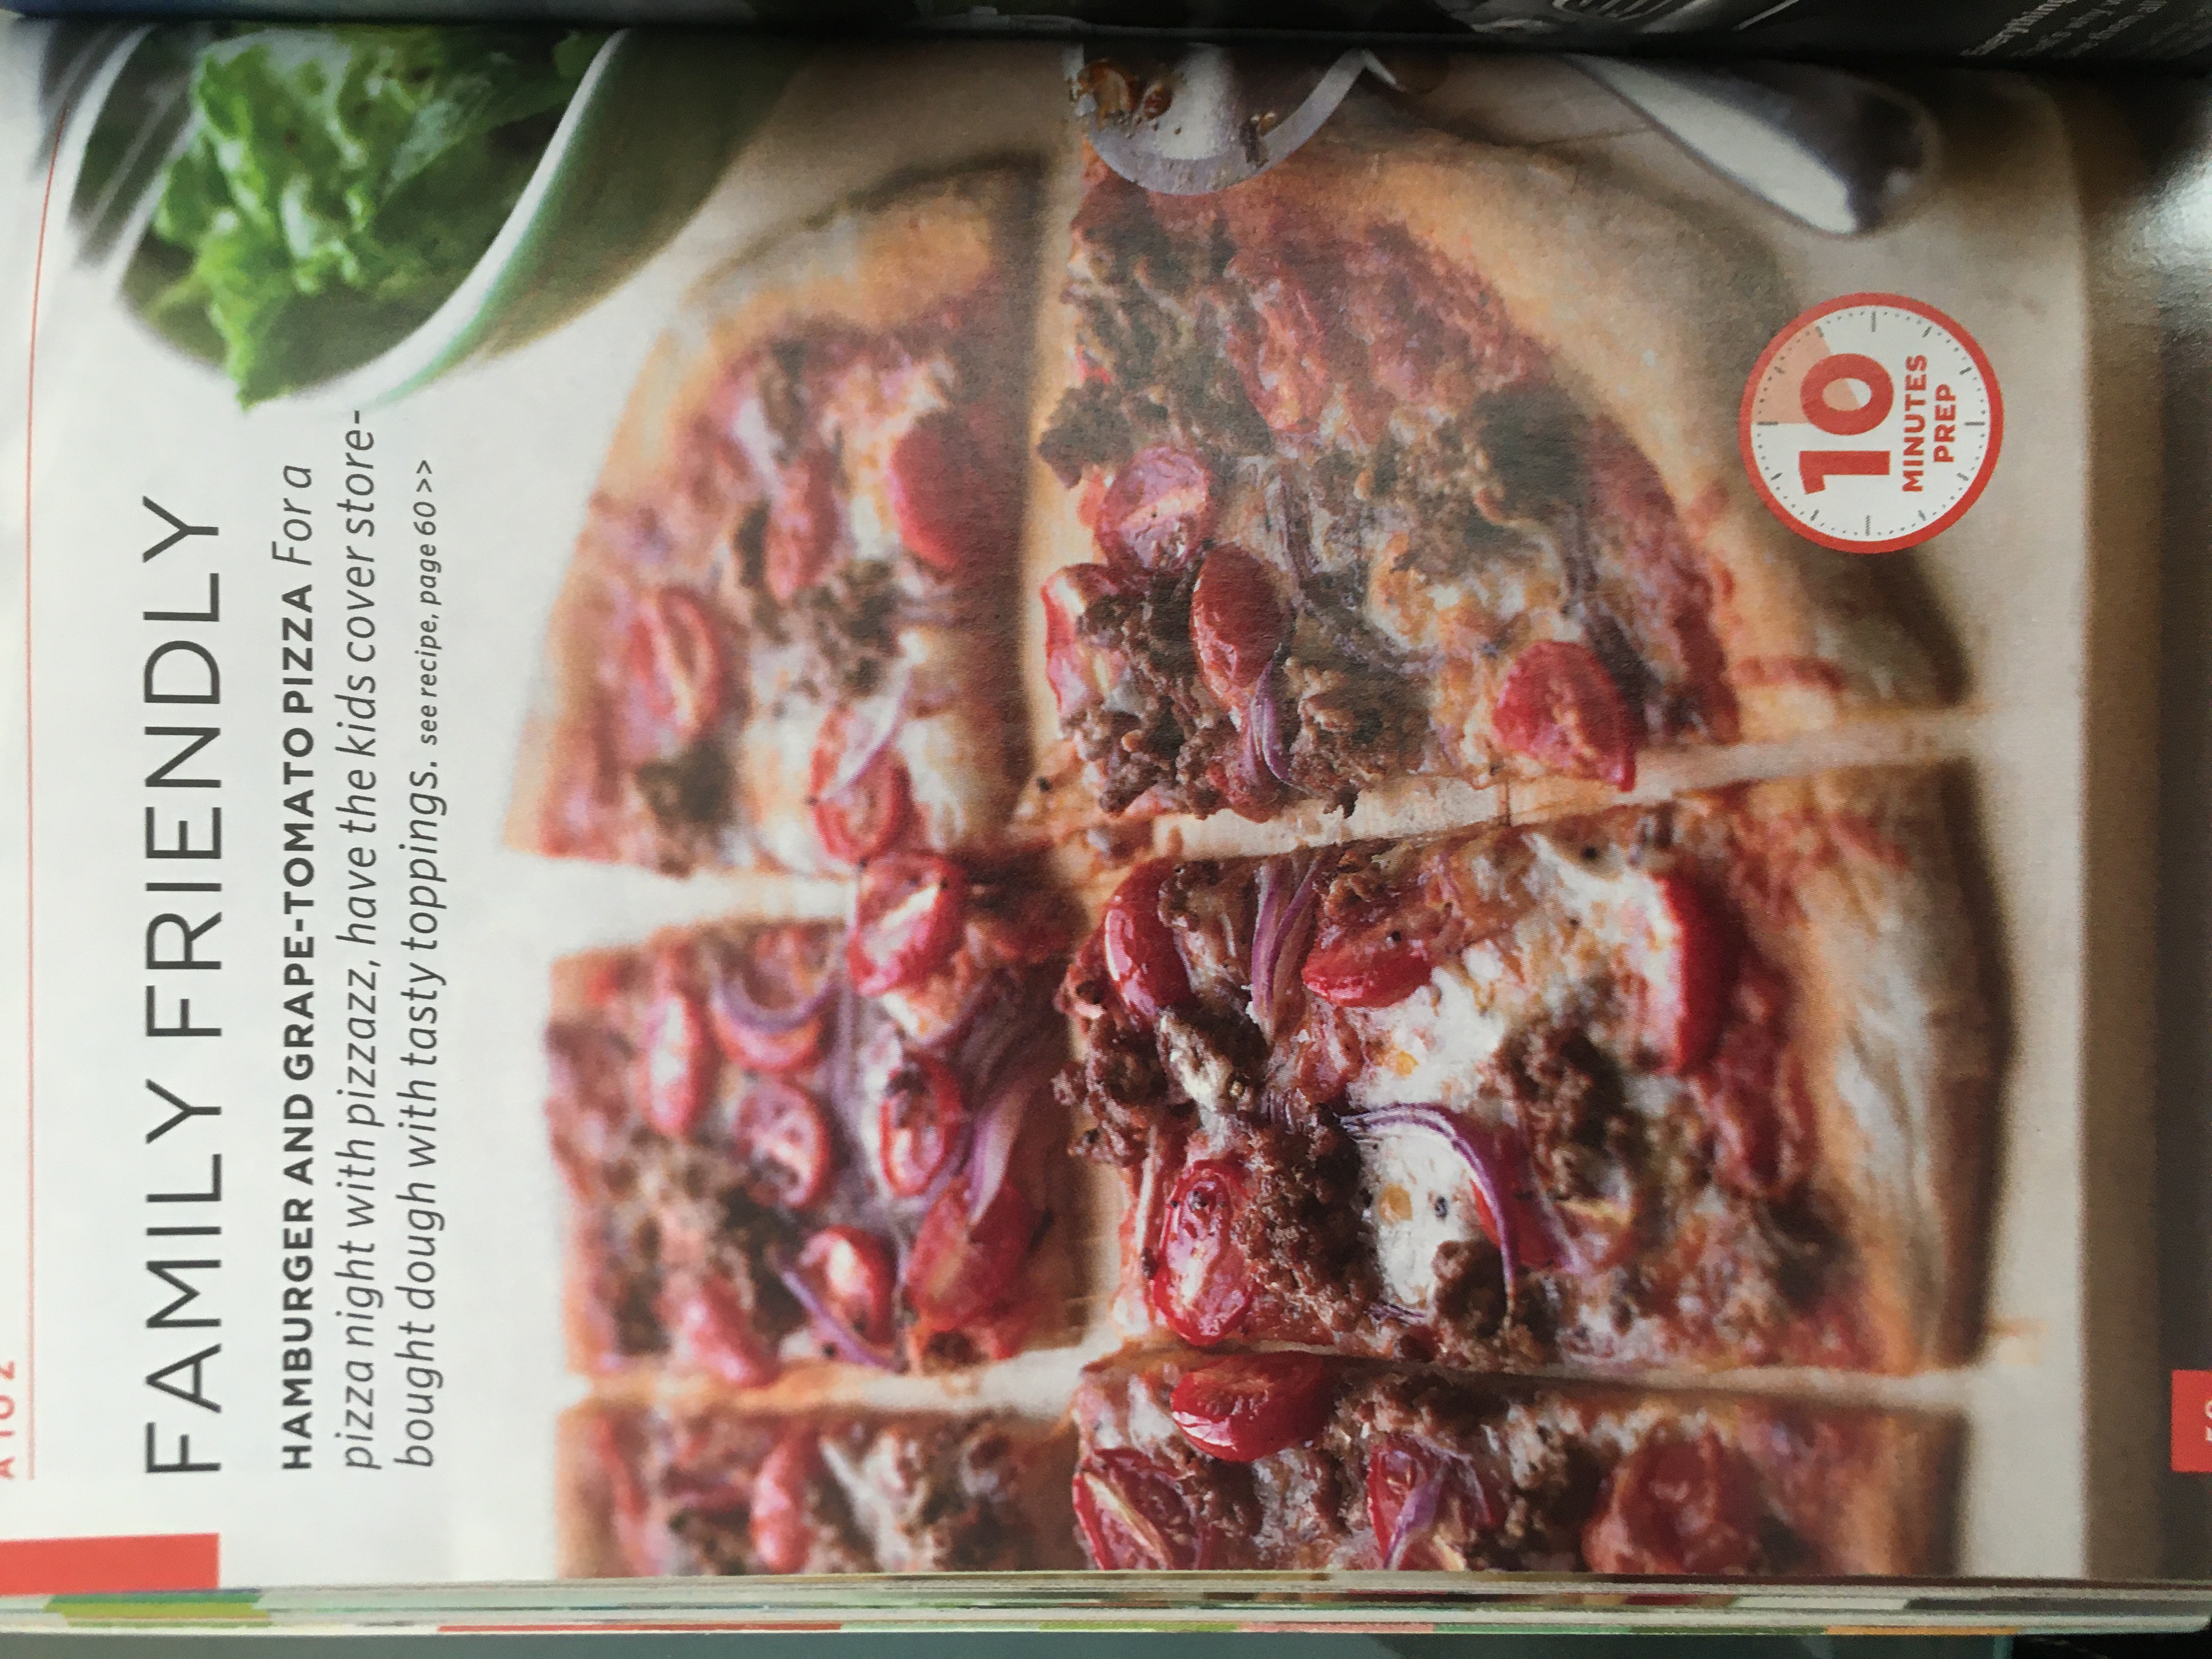 FAMILY FRIENDLY
HAMBURGER AND GRAPE-TOMATO PIZZA For a
pizza night with pizzazz, have the kids cover store-
bought dough with tasty toppings. see recipe, page 60 >>
10
MINUTES
PREP